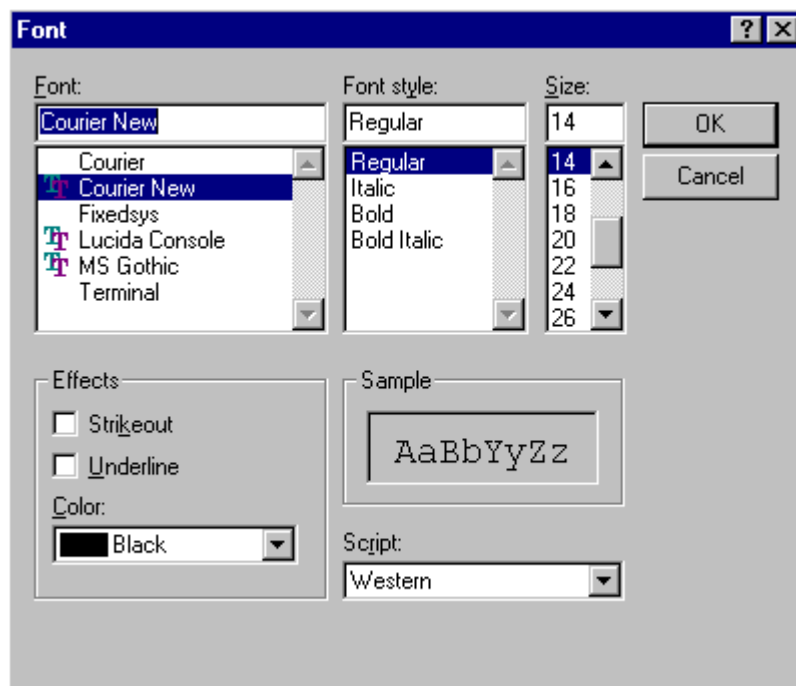 Font
Font:
Courier New
Courier
Courier New
Fixedsys
Lucida Console
MS Gothic
Terminal
Font style:
Regular
Regular
Italic
Bold
Bold Italic
Size:
14
14
16
18
20
22
24
26
OK
Cancel
Effects
Strikeout
Underline
Color:
Black
Sample
AaBbYyZz
Script:
Western